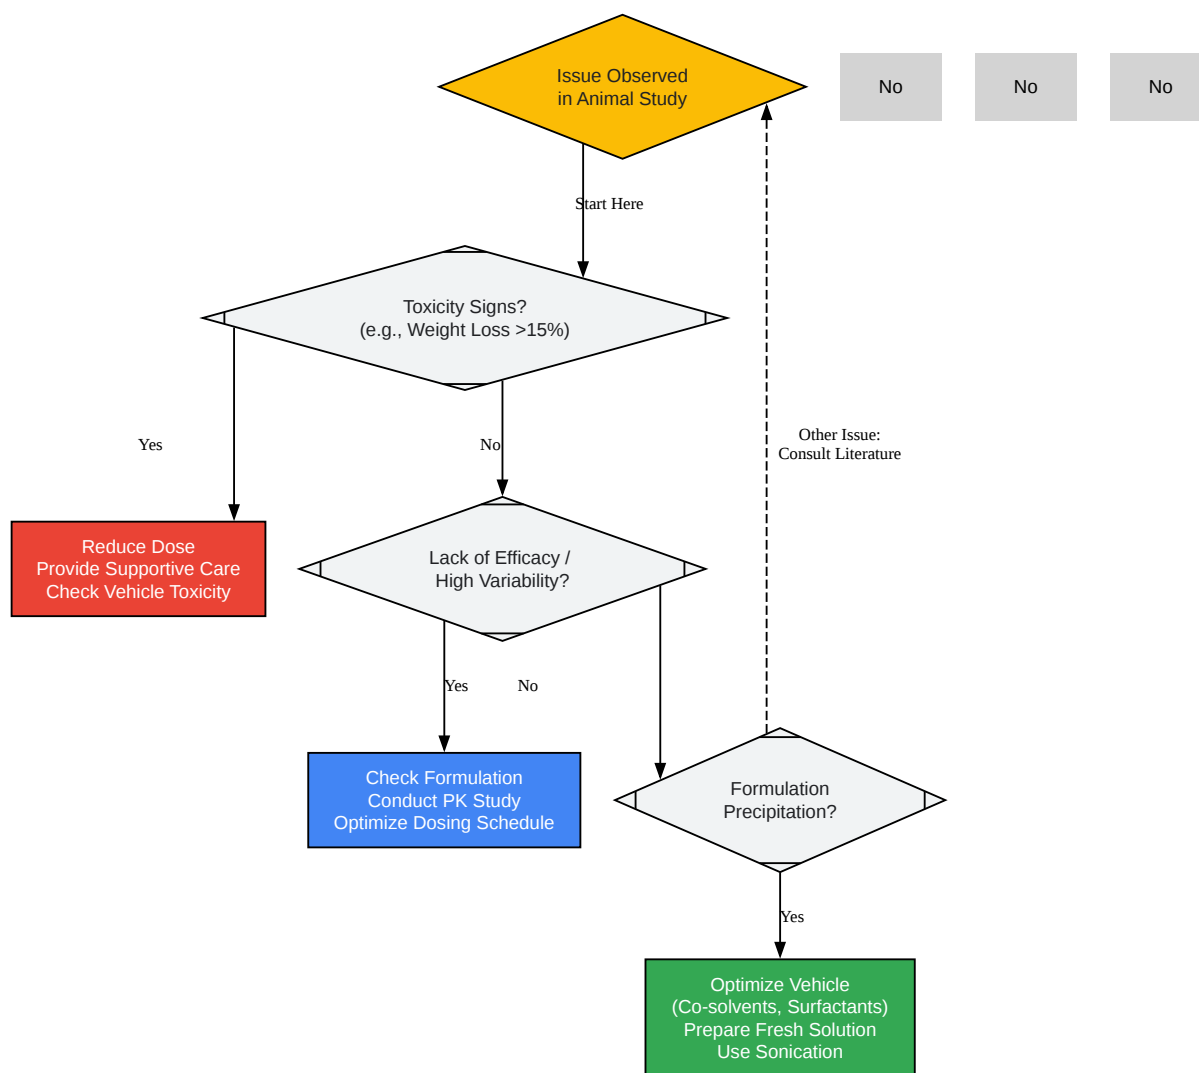 Issue Observed
in Animal Study
No
No
No
Start Here
Toxicity Signs?
(e.g., Weight Loss >15%)
Yes
No
Other Issue:
Consult Literature
Reduce Dose
Provide Supportive Care
Check Vehicle Toxicity
Lack of Efficacy /
High Variability?
Yes
No
Check Formulation
Conduct PK Study
Optimize Dosing Schedule
Formulation
Precipitation?
Yes
Optimize Vehicle
(Co-solvents, Surfactants)
Prepare Fresh Solution
Use Sonication